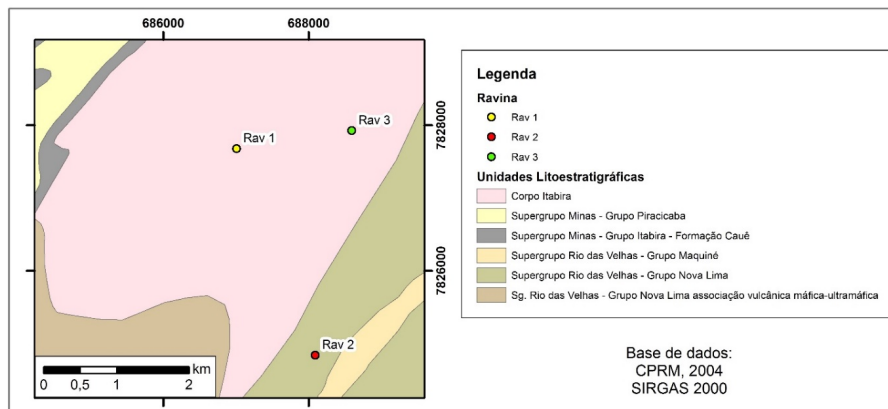 686000
688000
7828000
7826000
Rav 1
Rav 3
Rav 2
0 0,5 1 2
km
Legenda
Ravina
Rav 1
Rav 2
Rav 3
Unidades Litoestratigráficas
Corpo Itabira
Supergrupo Minas - Grupo Piracicaba
Supergrupo Minas - Grupo Itabira - Formação Cauê
Supergrupo Rio das Velhas - Grupo Maquiné
Supergrupo Rio das Velhas - Grupo Nova Lima
Sg. Rio das Velhas - Grupo Nova Lima associação vulcânica máfica-ultramáfica
Base de dados:
CPRM, 2004
SIRGAS 2000